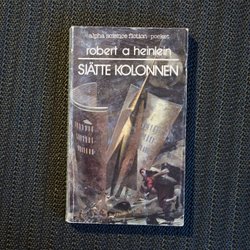 alpha science fiction-pocket
robert a heinlein
SJÄTTE KOLONNEN